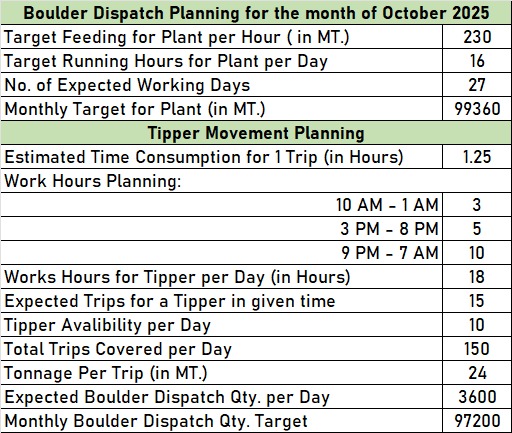 Boulder Dispatch Planning for the month of October 2025
Target Feeding for Plant per Hour ( in MT.) 230
Target Running Hours for Plant per Day 16
No. of Expected Working Days 27
Monthly Target for Plant (in MT.) 99360
Tipper Movement Planning
Estimated Time Consumption for 1 Trip (in Hours) 1.25
Work Hours Planning:
10 AM - 1 AM 3
3 PM - 8 PM 5
9 PM - 7 AM 10
Works Hours for Tipper per Day (in Hours) 18
Expected Trips for a Tipper in given time 15
Tipper Avalibility per Day 10
Total Trips Covered per Day 150
Tonnage Per Trip (in MT.) 24
Expected Boulder Dispatch Qty. per Day 3600
Monthly Boulder Dispatch Qty. Target 97200